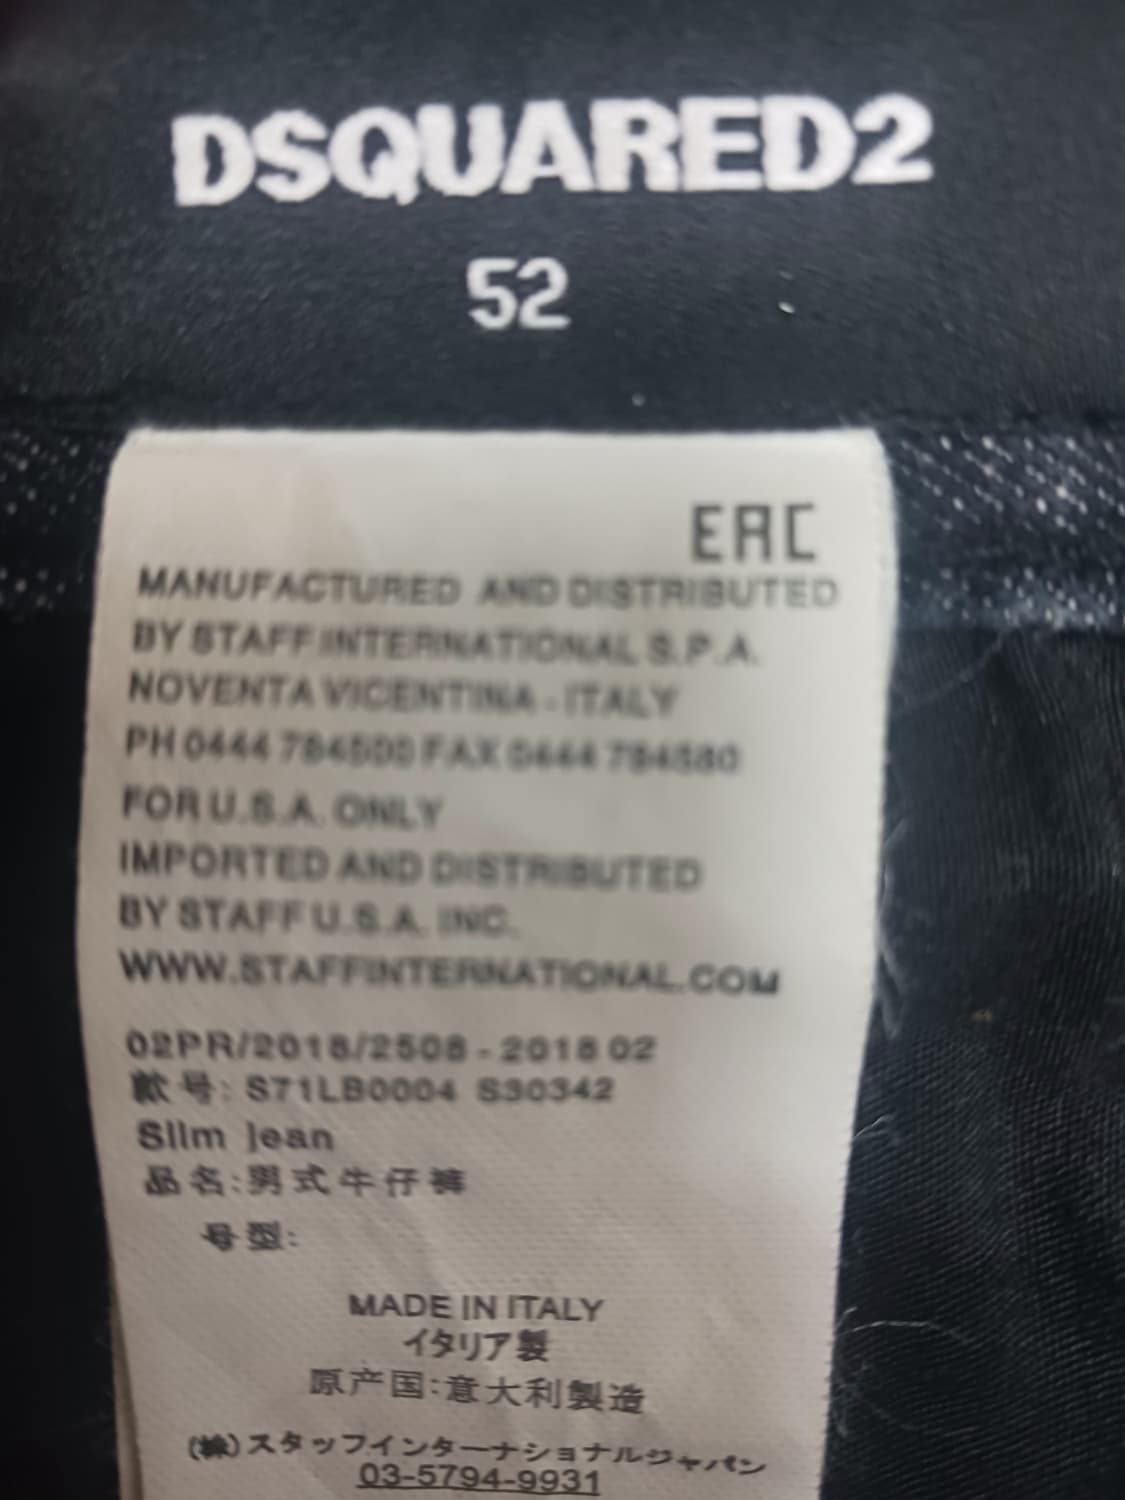 DSQUARED2
52
EAC
MANUFACTURED AND DISTRIBUTED
BY STAFF INTERNATIONAL S.P.A.
NOVENTA VICENTINA - ITALY
PH 0444 784500 FAX 0444 784580
FOR U.S.A. ONLY
IMPORTED AND DISTRIBUTED
BY STAFF U.S.A. INC.
WWW.STAFFINTERNATIONAL.COM
02PR/2018/2508 - 2018 02
款号: S71LB0004 S30342
Slim jean
品名:男式牛仔裤
号型:
MADE IN ITALY
イタリア製
原产国:意大利製造
(株)スタッフインターナショナルジャパン
03-5794-9931